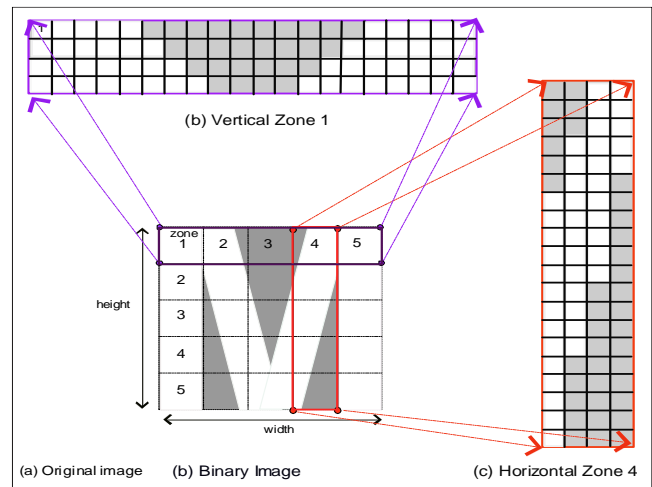 (b) Vertical Zone 1
zone
1 2 3 4 5
2
3
4
5
height
width
(a) Original image (b) Binary Image (c) Horizontal Zone 4